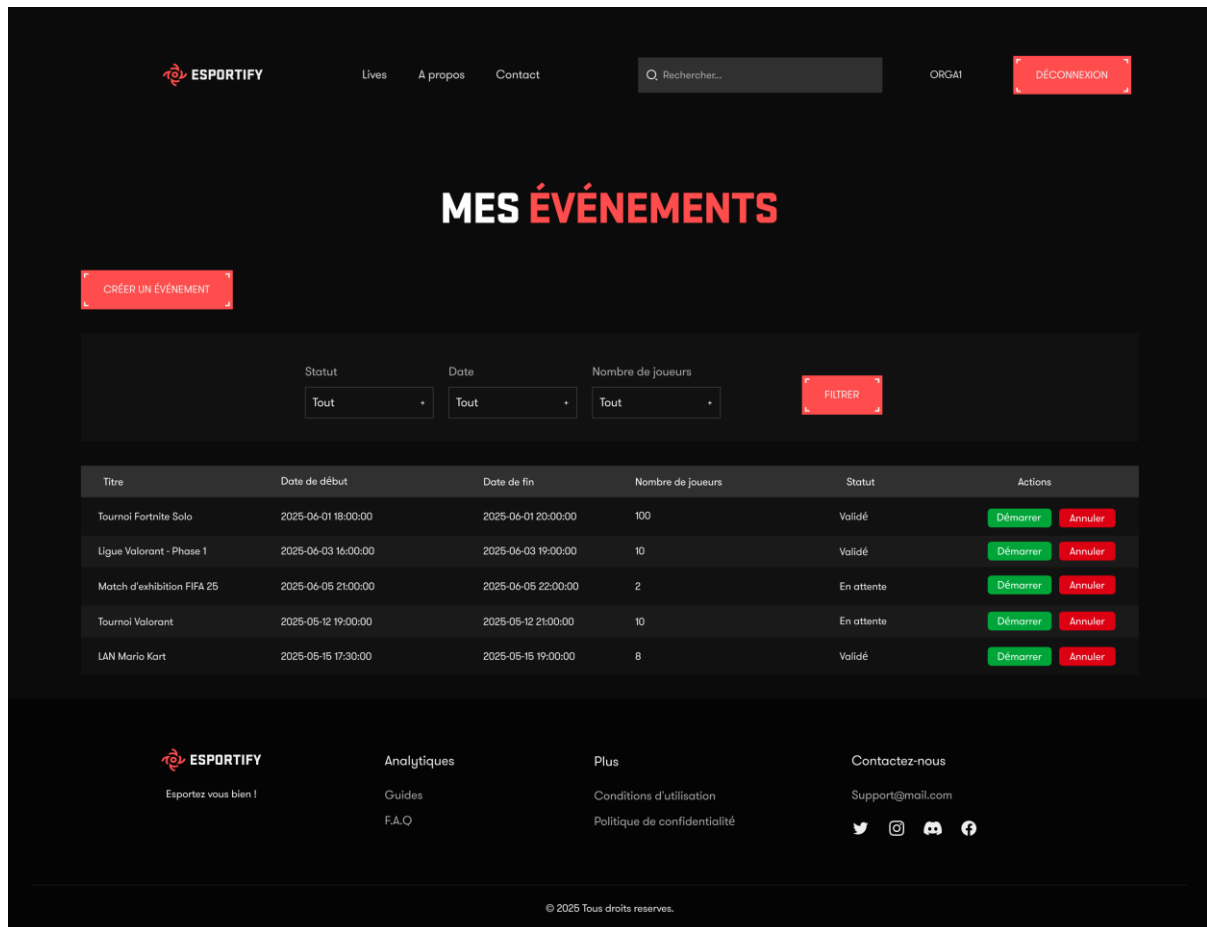 ESPORTIFY Lives A propos Contact Rechercher... ORGA1 DÉCONNEXION
MES ÉVÉNEMENTS
CRÉER UN ÉVÉNEMENT
Statut Date Nombre de joueurs
Tout + Tout + Tout + FILTRER
Titre Date de début Date de fin Nombre de joueurs Statut Actions
Tournoi Fortnite Solo 2025-06-01 18:00:00 2025-06-01 20:00:00 100 Validé Démarrer Annuler
Ligue Valorant - Phase 1 2025-06-03 16:00:00 2025-06-03 19:00:00 10 Validé Démarrer Annuler
Match d'exhibition FIFA 25 2025-06-05 21:00:00 2025-06-05 22:00:00 2 En attente Démarrer Annuler
Tournoi Valorant 2025-05-12 19:00:00 2025-05-12 21:00:00 10 En attente Démarrer Annuler
LAN Mario Kart 2025-05-15 17:30:00 2025-05-15 19:00:00 8 Validé Démarrer Annuler
ESPORTIFY Analytiques Plus Contactez-nous
Esportez vous bien ! Guides Conditions d'utilisation Support@mail.com
F.A.Q Politique de confidentialité
© 2025 Tous droits reserves.